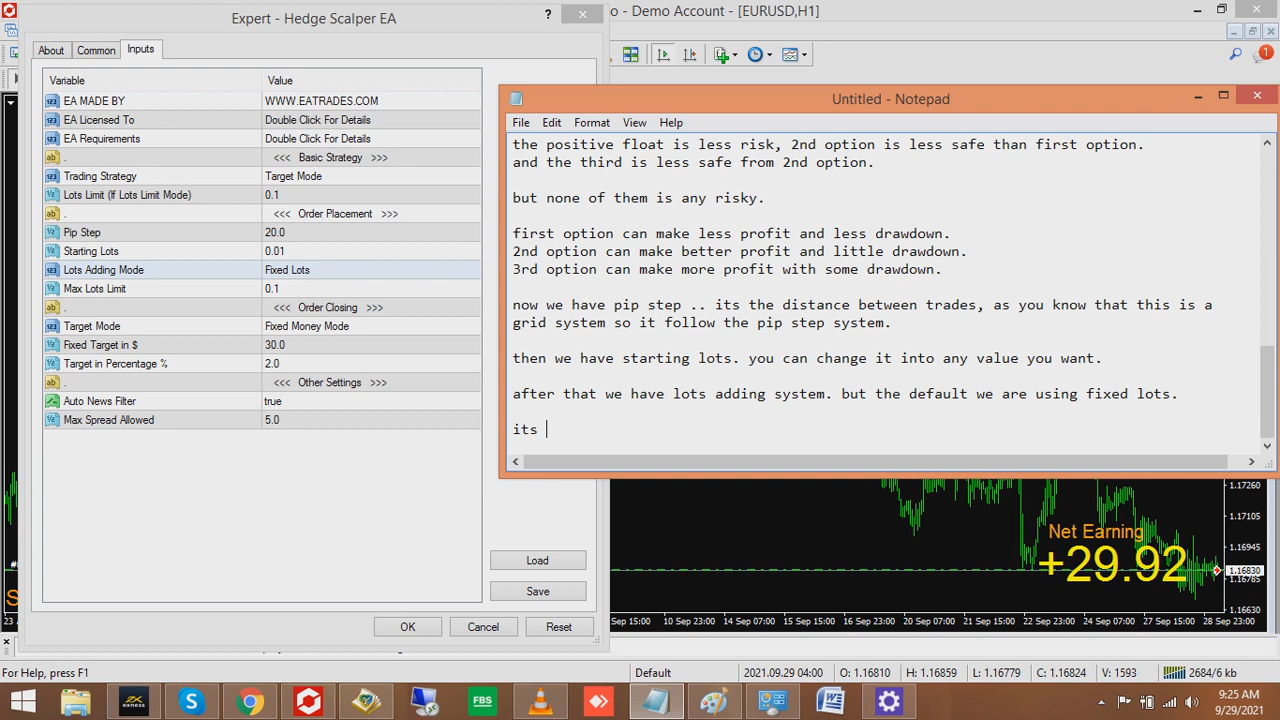 Expert - Hedge Scalper EA
?
o - Demo Account - [EURUSD,H1]
About
Common
Inputs
Variable Value
EA MADE BY WWW.EATRADES.COM
EA Licensed To Double Click For Details
EA Requirements Double Click For Details
. <<< Basic Strategy >>>
Trading Strategy Target Mode
Lots Limit (If Lots Limit Mode) 0.1
. <<< Order Placement >>>
Pip Step 20.0
Starting Lots 0.01
Lots Adding Mode Fixed Lots
Max Lots Limit 0.1
. <<< Order Closing >>>
Target Mode Fixed Money Mode
Fixed Target in $ 30.0
Target in Percentage % 2.0
. <<< Other Settings >>>
Auto News Filter true
Max Spread Allowed 5.0
Load
Save
OK
Cancel
Reset
Untitled - Notepad
File Edit Format View Help
the positive float is less risk, 2nd option is less safe than first option.
and the third is less safe from 2nd option.
but none of them is any risky.
first option can make less profit and less drawdown.
2nd option can make better profit and little drawdown.
3rd option can make more profit with some drawdown.
now we have pip step .. its the distance between trades, as you know that this is a
grid system so it follow the pip step system.
then we have starting lots. you can change it into any value you want.
after that we have lots adding system. but the default we are using fixed lots.
its
1.17260
1.17105
1.16945
1.16830
1.16785
1.16630
Net Earning
+29.92
23
Sep 15:00 10 Sep 23:00 14 Sep 07:00 15 Sep 15:00 16 Sep 23:00 20 Sep 07:00 21 Sep 15:00 22 Sep 23:00 24 Sep 07:00 27 Sep 15:00 28 Sep 23:00
For Help, press F1
Default
2021.09.29 04:00
O: 1.16810
H: 1.16859
L: 1.16779
C: 1.16824
V: 1593
2684/6 kb
exness
FBS
9:25 AM
9/29/2021